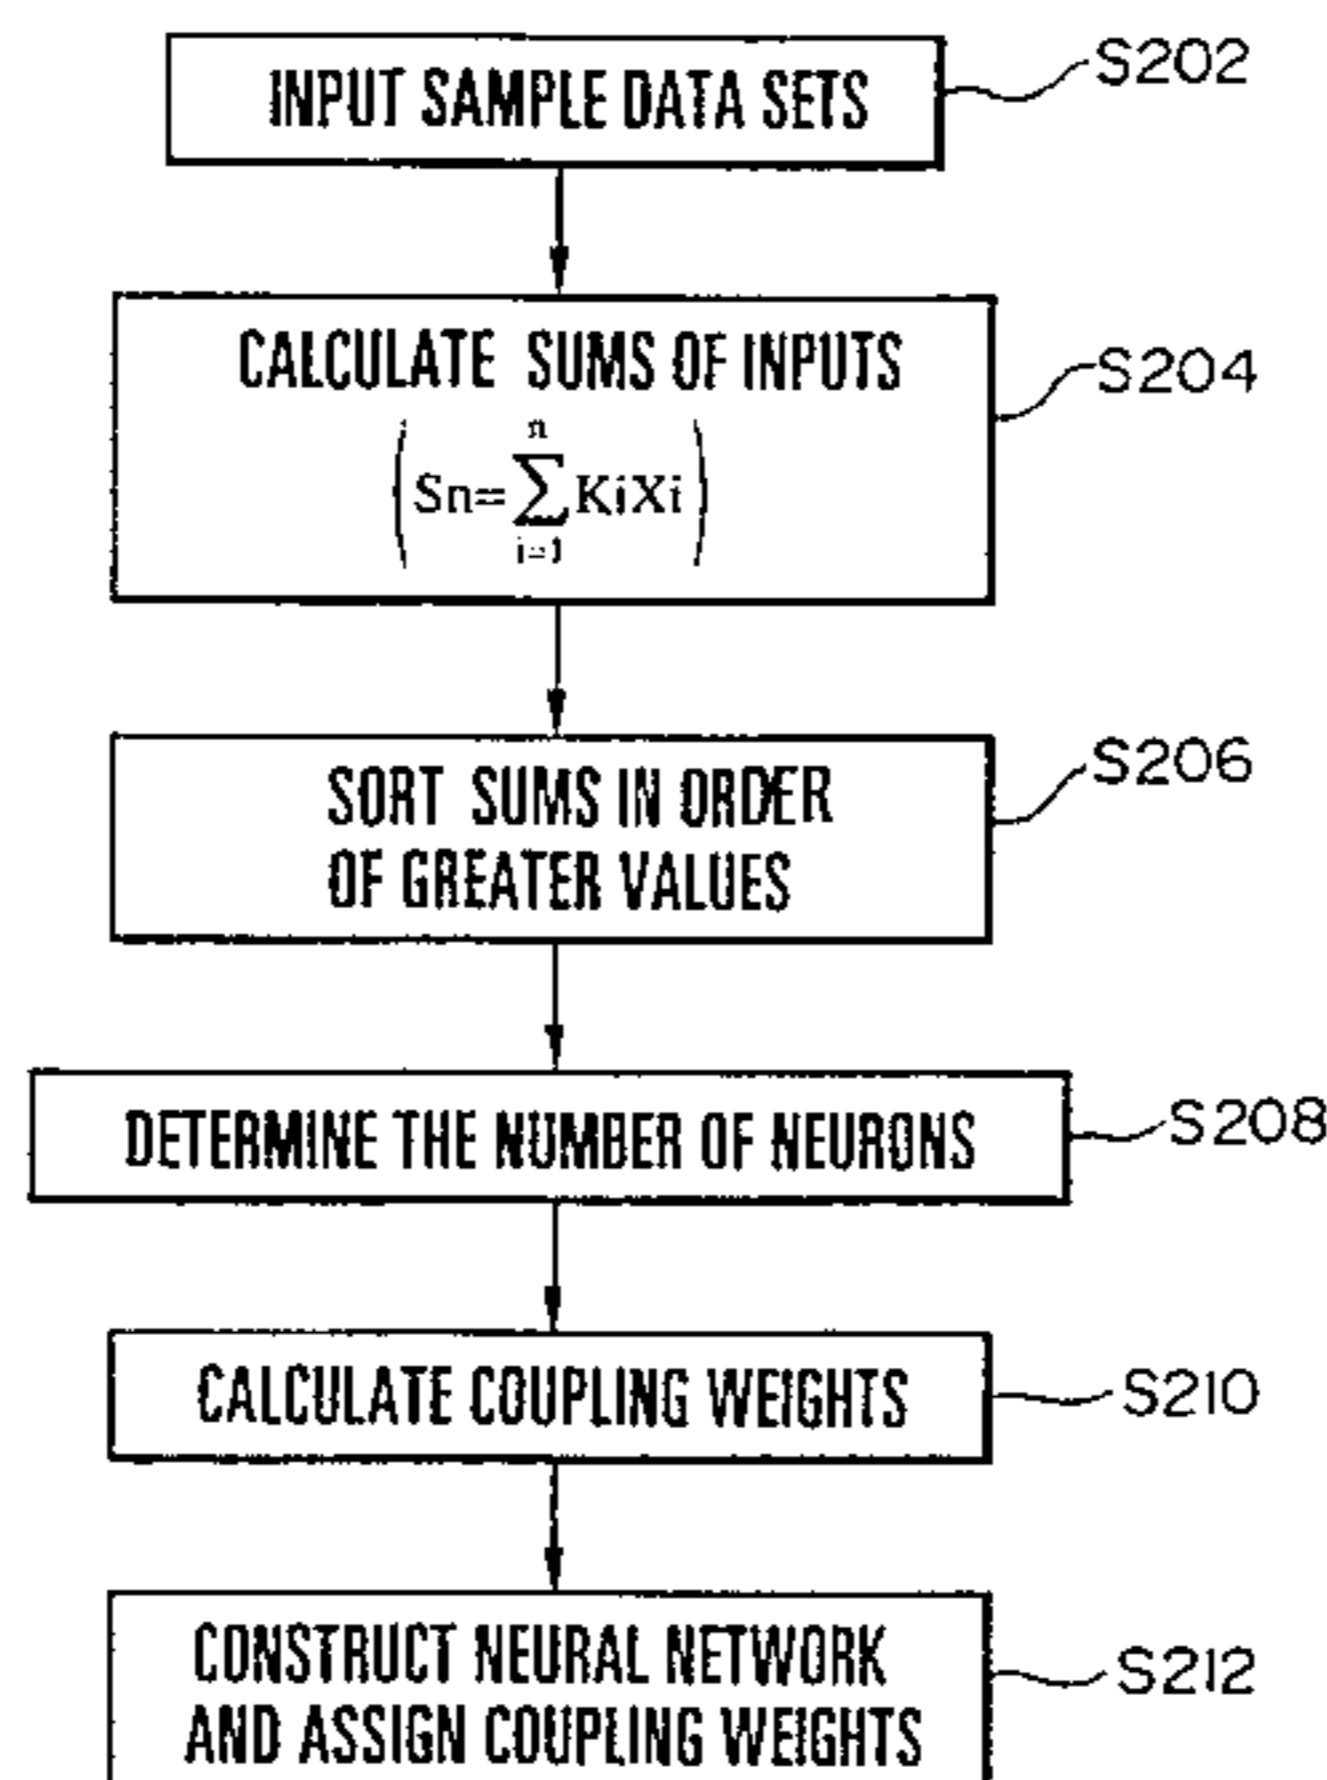 INPUT SAMPLE DATA SETS
S202
CALCULATE SUMS OF INPUTS
S204
n
(Sn=∑KiXi)
i=1
SORT SUMS IN ORDER
OF GREATER VALUES
S206
DETERMINE THE NUMBER OF NEURONS
S208
CALCULATE COUPLING WEIGHTS
S210
CONSTRUCT NEURAL NETWORK
AND ASSIGN COUPLING WEIGHTS
S212